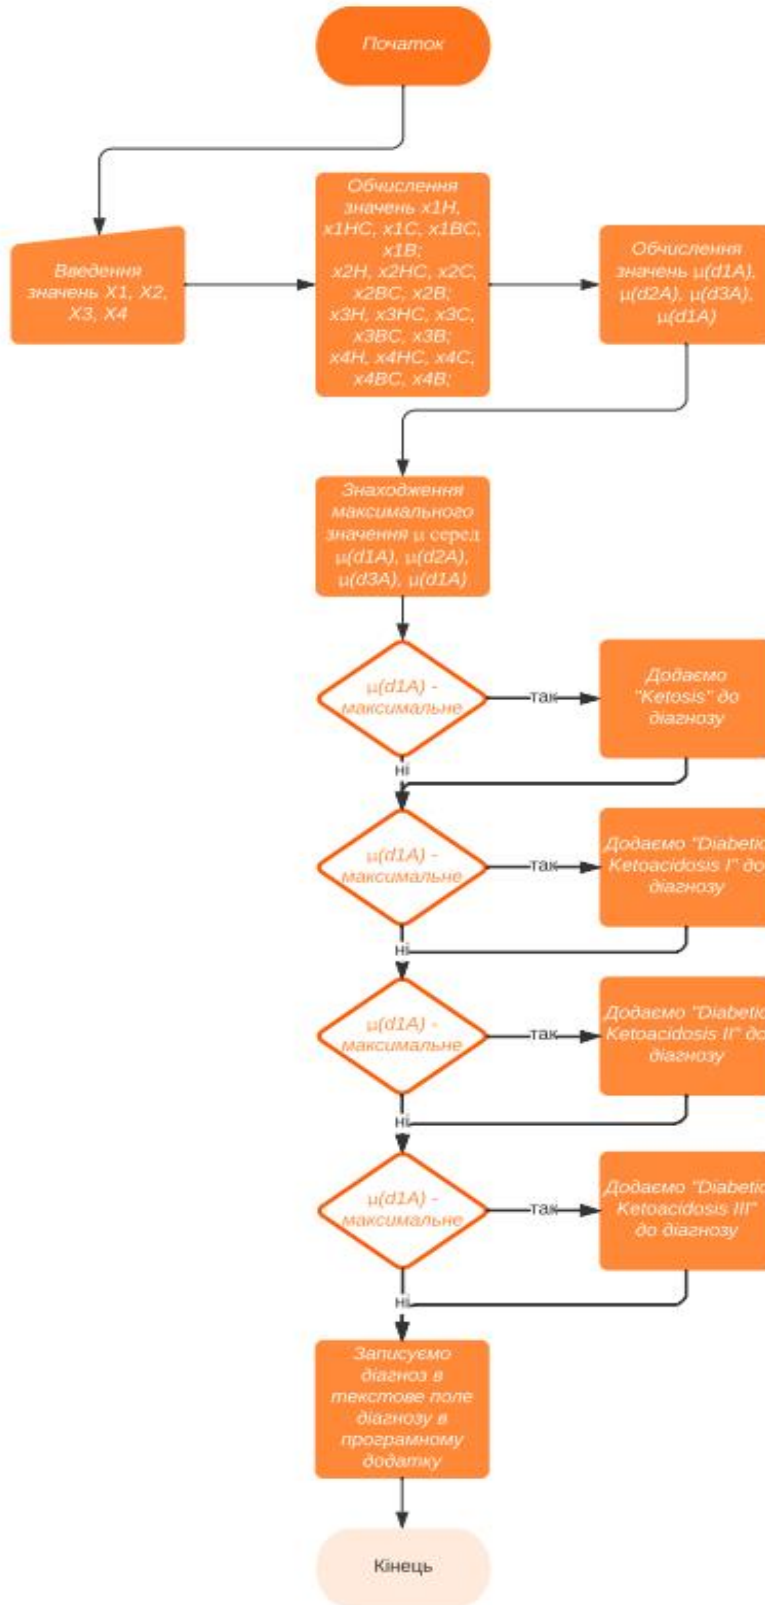 Початок
Введення
значень X1, X2,
X3, X4
Обчислення
значень x1H,
x1HC, x1C, x1BC,
x1B;
x2H, x2HC, x2C,
x2BC, x2B;
x3H, x3HC, x3C,
x3BC, x3B;
x4H, x4HC, x4C,
x4BC, x4B;
Обчислення
значень μ(d1A),
μ(d2A), μ(d3A),
μ(d1A)
Знаходження
максимального
значення μ серед
μ(d1A), μ(d2A),
μ(d3A), μ(d1A)
μ(d1A) -
максимальне
так
Додаємо
"Ketosis" до
діагнозу
ні
μ(d1A) -
максимальне
так
Додаємо "Diabetic
Ketoacidosis I" до
діагнозу
ні
μ(d1A) -
максимальне
так
Додаємо "Diabetic
Ketoacidosis II" до
діагнозу
ні
μ(d1A) -
максимальне
так
Додаємо "Diabetic
Ketoacidosis III"
до діагнозу
ні
Записуємо
діагноз в
текстове поле
діагнозу в
програмному
додатку
Кінець